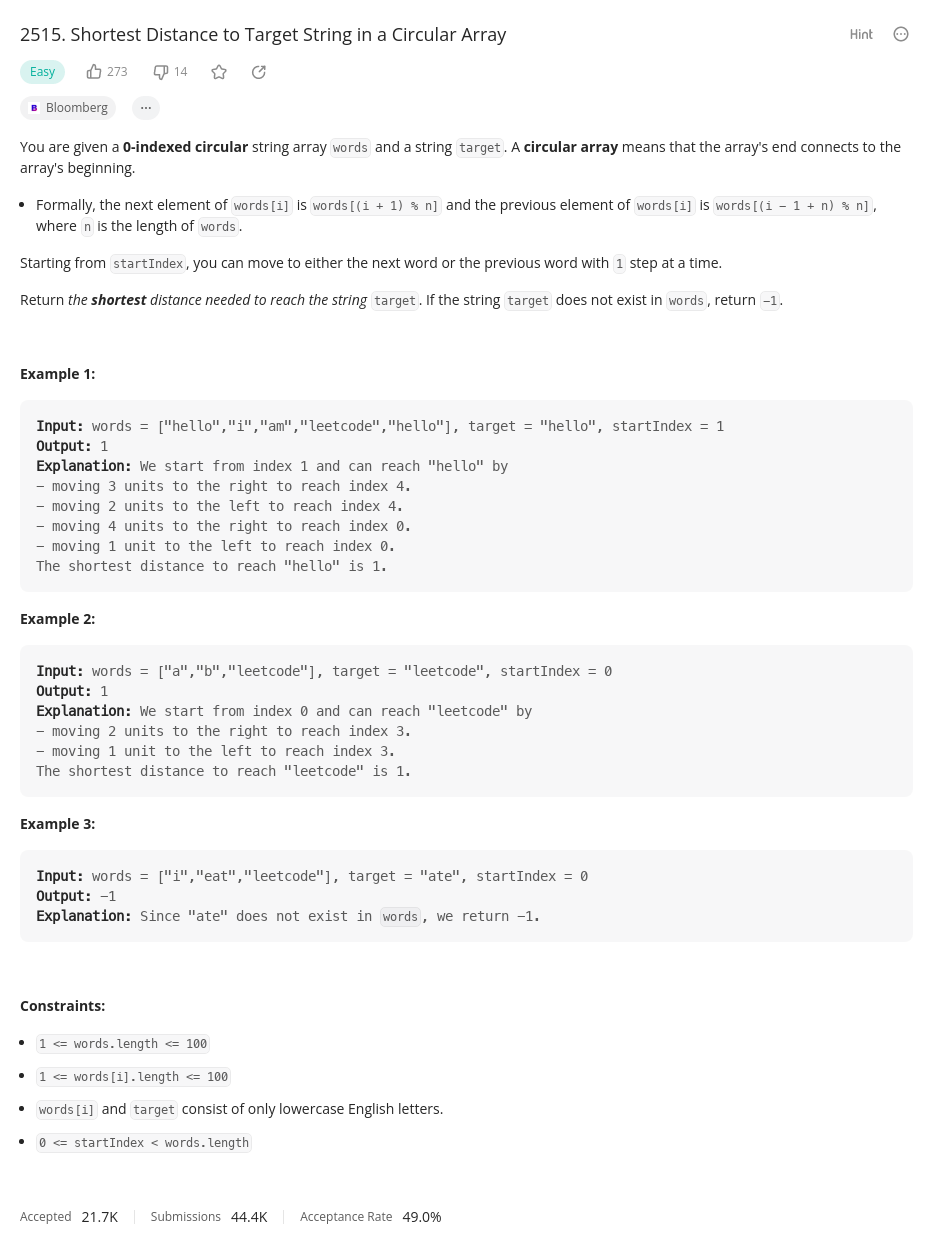 2515. Shortest Distance to Target String in a Circular Array
Hint
Easy
273
14
B Bloomberg
...
You are given a 0-indexed circular string array words and a string target. A circular array means that the array's end connects to the
array's beginning.
• Formally, the next element of words[i] is words[(i + 1) % n] and the previous element of words[i] is words[(i - 1 + n) % n],
where n is the length of words.
Starting from startIndex, you can move to either the next word or the previous word with 1 step at a time.
Return the shortest distance needed to reach the string target. If the string target does not exist in words, return -1.
Example 1:
Input: words = ["hello","i","am","leetcode","hello"], target = "hello", startIndex = 1
Output: 1
Explanation: We start from index 1 and can reach "hello" by
- moving 3 units to the right to reach index 4.
- moving 2 units to the left to reach index 4.
- moving 4 units to the right to reach index 0.
- moving 1 unit to the left to reach index 0.
The shortest distance to reach "hello" is 1.
Example 2:
Input: words = ["a","b","leetcode"], target = "leetcode", startIndex = 0
Output: 1
Explanation: We start from index 0 and can reach "leetcode" by
- moving 2 units to the right to reach index 3.
- moving 1 unit to the left to reach index 3.
The shortest distance to reach "leetcode" is 1.
Example 3:
Input: words = ["i","eat","leetcode"], target = "ate", startIndex = 0
Output: -1
Explanation: Since "ate" does not exist in words, we return -1.
Constraints:
• 1 <= words.length <= 100
• 1 <= words[i].length <= 100
• words[i] and target consist of only lowercase English letters.
• 0 <= startIndex < words.length
Accepted 21.7K Submissions 44.4K Acceptance Rate 49.0%